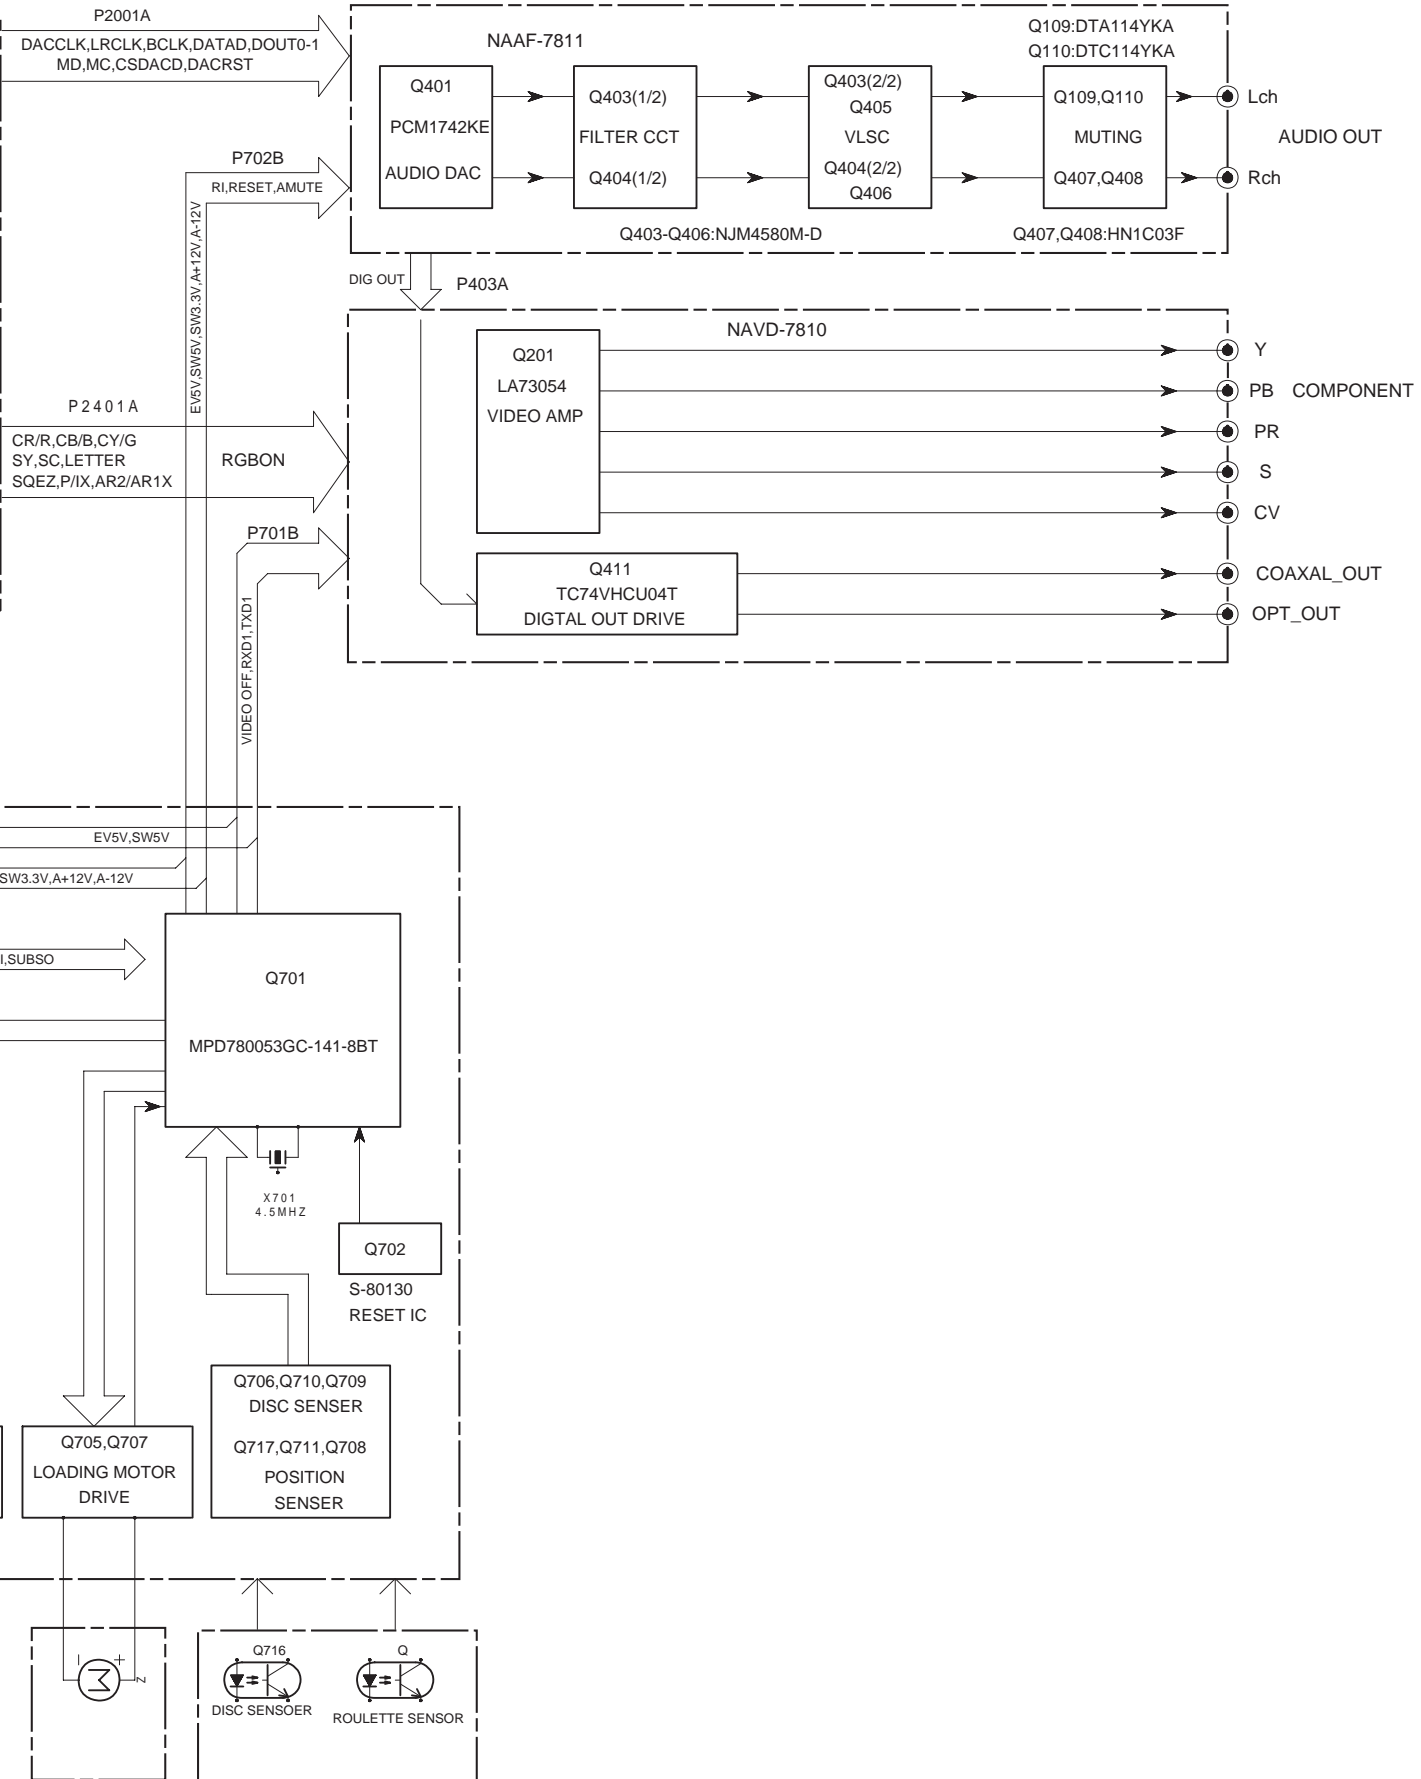 P2001A
DACCLK,LRCLK,BCLK,DATAD,DOUT0-1
MD,MC,CSDACD,DACRST
NAAF-7811
Q109:DTA114YKA
Q110:DTC114YKA
Q401
PCM1742KE
AUDIO DAC
Q403(1/2)
FILTER CCT
Q404(1/2)
Q403(2/2)
Q405
VLSC
Q404(2/2)
Q406
Q109,Q110
MUTING
Q407,Q408
Lch
AUDIO OUT
Rch
P702B
RI,RESET,AMUTE
EV5V,SW5V,SW3.3V,A+12V,A-12V
Q403-Q406:NJM4580M-D
Q407,Q408:HN1C03F
DIG OUT
P403A
NAVD-7810
Q201
LA73054
VIDEO AMP
Y
PB COMPONENT
PR
S
CV
P2401A
CR/R,CB/B,CY/G
SY,SC,LETTER
SQEZ,P/IX,AR2/AR1X
RGBON
P701B
VIDEO OFF,RXD1,TXD1
Q411
TC74VHCU04T
DIGTAL OUT DRIVE
COAXAL_OUT
OPT_OUT
EV5V,SW5V
SW3.3V,A+12V,A-12V
I,SUBSO
Q701
MPD780053GC-141-8BT
X701
4.5MHZ
Q702
S-80130
RESET IC
Q706,Q710,Q709
DISC SENSER
Q717,Q711,Q708
POSITION
SENSER
Q705,Q707
LOADING MOTOR
DRIVE
M
− +
Z
Q716
DISC SENSOER
Q
ROULETTE SENSOR